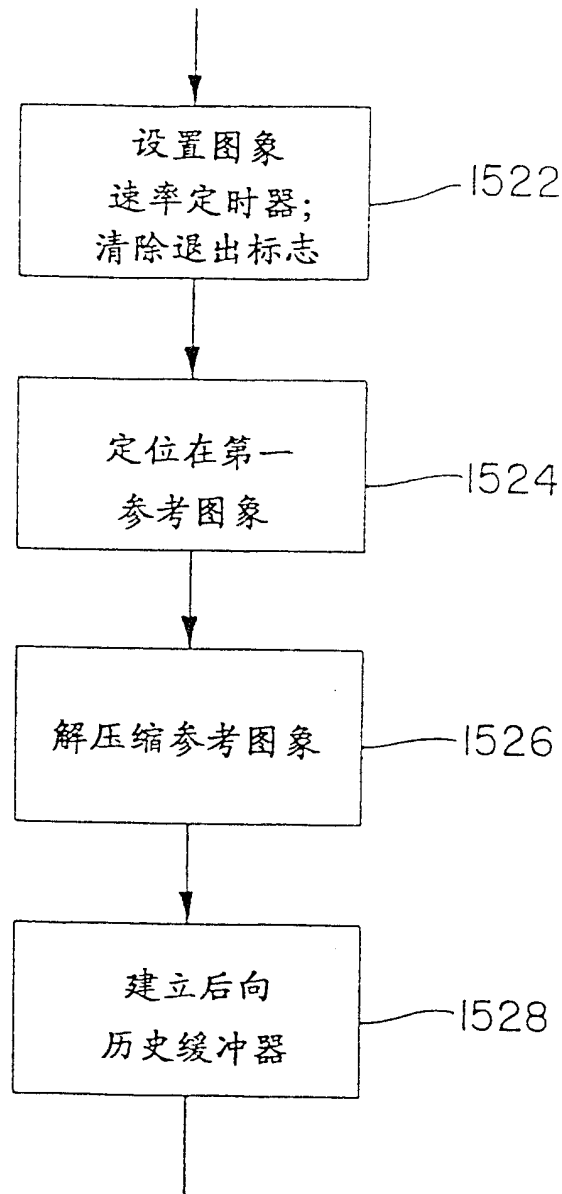 设置图象
速率定时器;
清除退出标志
1522
定位在第一
参考图象
1524
解压缩参考图象
1526
建立后向
历史缓冲器
1528